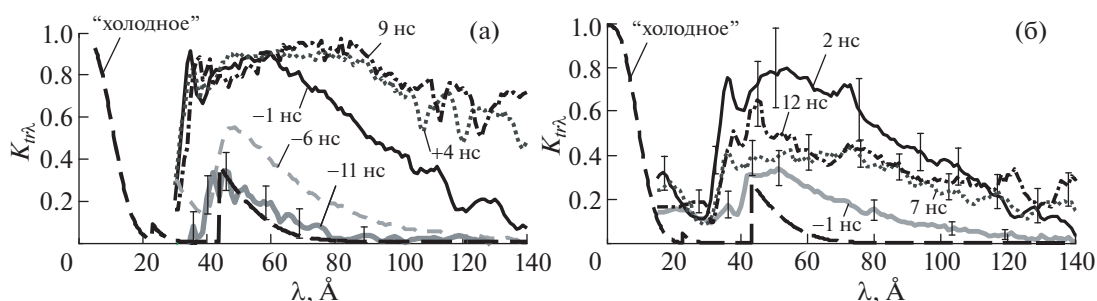 “холодное”
9 нс
(а)
1.0
0.8
0.6
0.4
0.2
K_trλ
−1 нс
−6 нс
+4 нс
−11 нс
0 20 40 60 80 100 120 140
λ, Å
“холодное”
2 нс
(б)
1.0
0.8
0.6
0.4
0.2
K_trλ
12 нс
7 нс
−1 нс
0 20 40 60 80 100 120 140
λ, Å